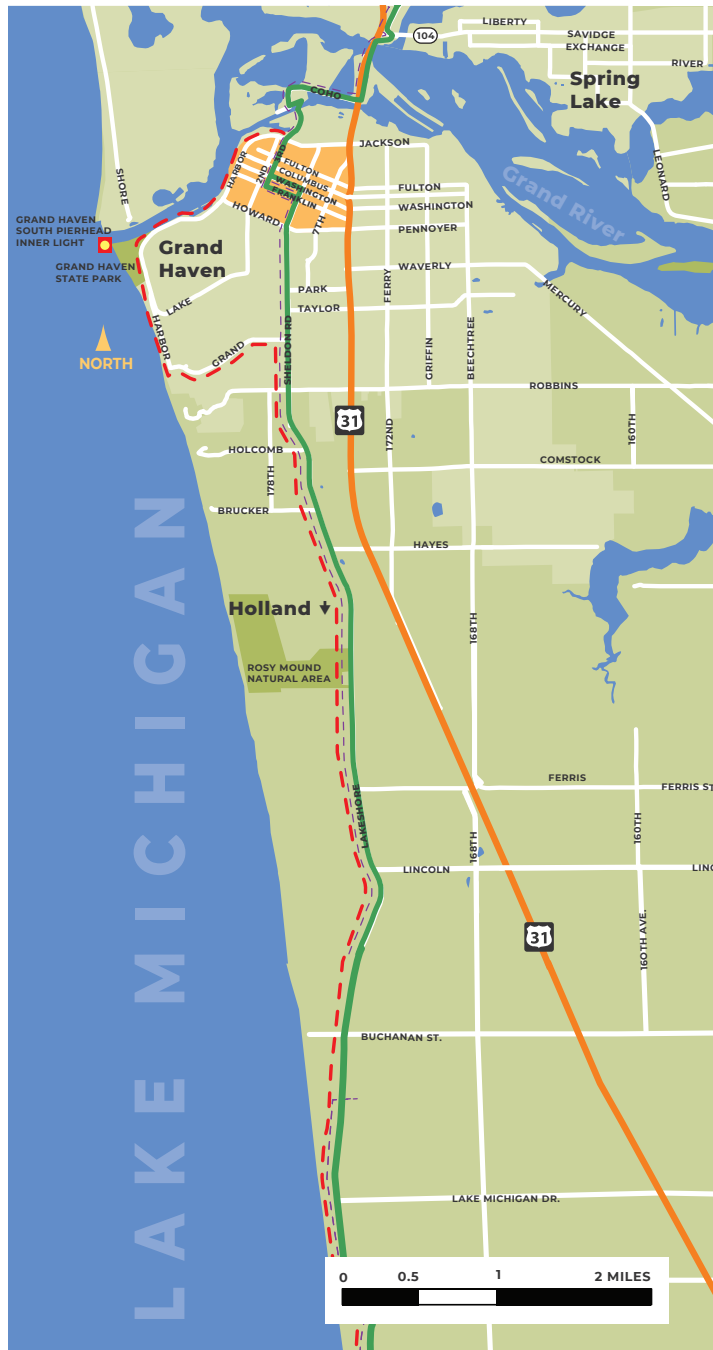 LIBERTY
104
SAVIDGE
EXCHANGE
RIVER
Spring
Lake
COHO
JACKSON
LEONARD
3RD
HARBOR
2ND
FULTON
COLUMBUS
WASHINGTON
FRANKLIN
SHORE
FULTON
WASHINGTON
PENNOYER
Grand River
HOWARD
7TH
GRAND HAVEN
SOUTH PIERHEAD
INNER LIGHT
Grand
Haven
GRAND HAVEN
STATE PARK
WAVERLY
FERRY
MERCURY
PARK
TAYLOR
LAKE
HARBOR
GRAND
SHELDON RD
GRIFFIN
BEECHTREE
NORTH
ROBBINS
31
172ND
160TH
HOLCOMB
COMSTOCK
178TH
BRUCKER
HAYES
Holland
168TH
ROSY MOUND
NATURAL AREA
LAKE MICHIGAN
FERRIS
FERRIS ST
LAKESHORE
168TH
160TH
LINCOLN
LINC
31
160TH AVE.
BUCHANAN ST.
LAKE MICHIGAN DR.
0 0.5 1 2 MILES